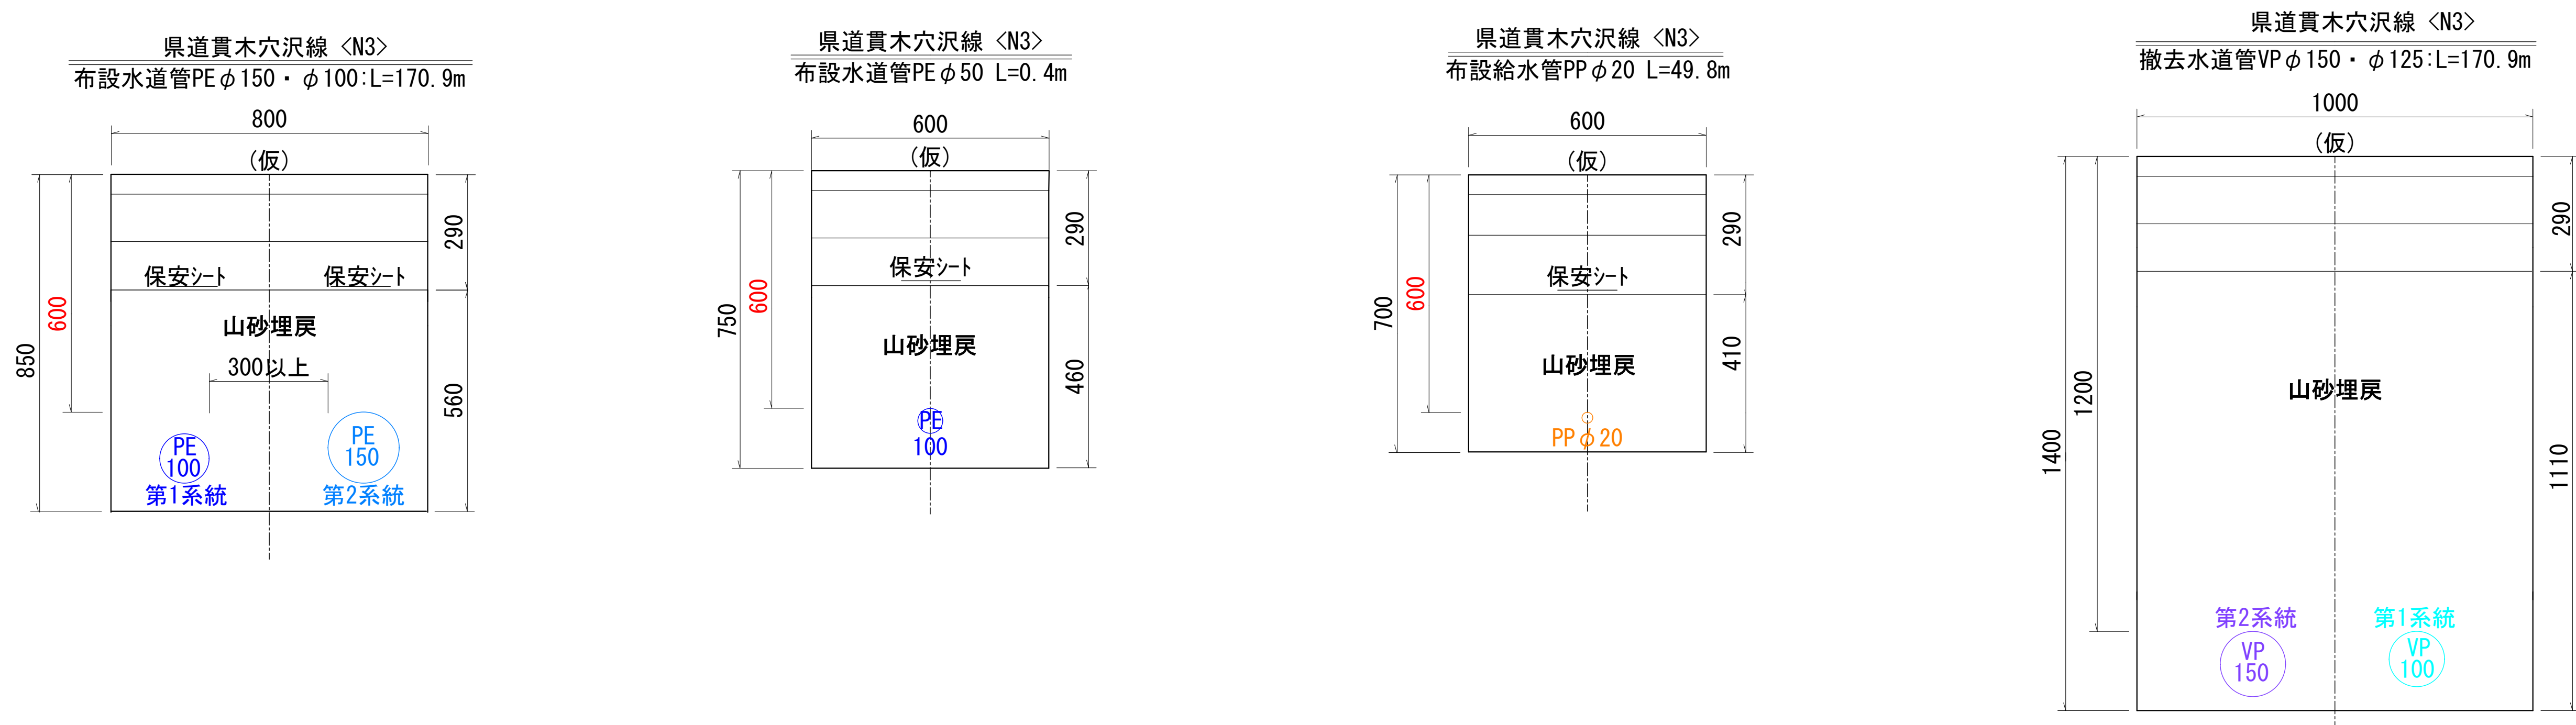 県道貫木穴沢線 <N3>
布設水道管PEφ150・φ100:L=170.9m
800
(仮)
290
保安シート
保安シート
600
山砂埋戻
850
300以上
560
PE
100
第1系統
PE
150
第2系統
県道貫木穴沢線 <N3>
布設水道管PEφ50 L=0.4m
600
(仮)
290
保安シート
600
750
山砂埋戻
460
PE
100
県道貫木穴沢線 <N3>
布設給水管PPφ20 L=49.8m
600
(仮)
290
保安シート
600
700
山砂埋戻
410
PPφ20
県道貫木穴沢線 <N3>
撤去水道管VPφ150・φ125:L=170.9m
1000
(仮)
290
山砂埋戻
1200
1400
1110
第2系統
VP
150
第1系統
VP
100